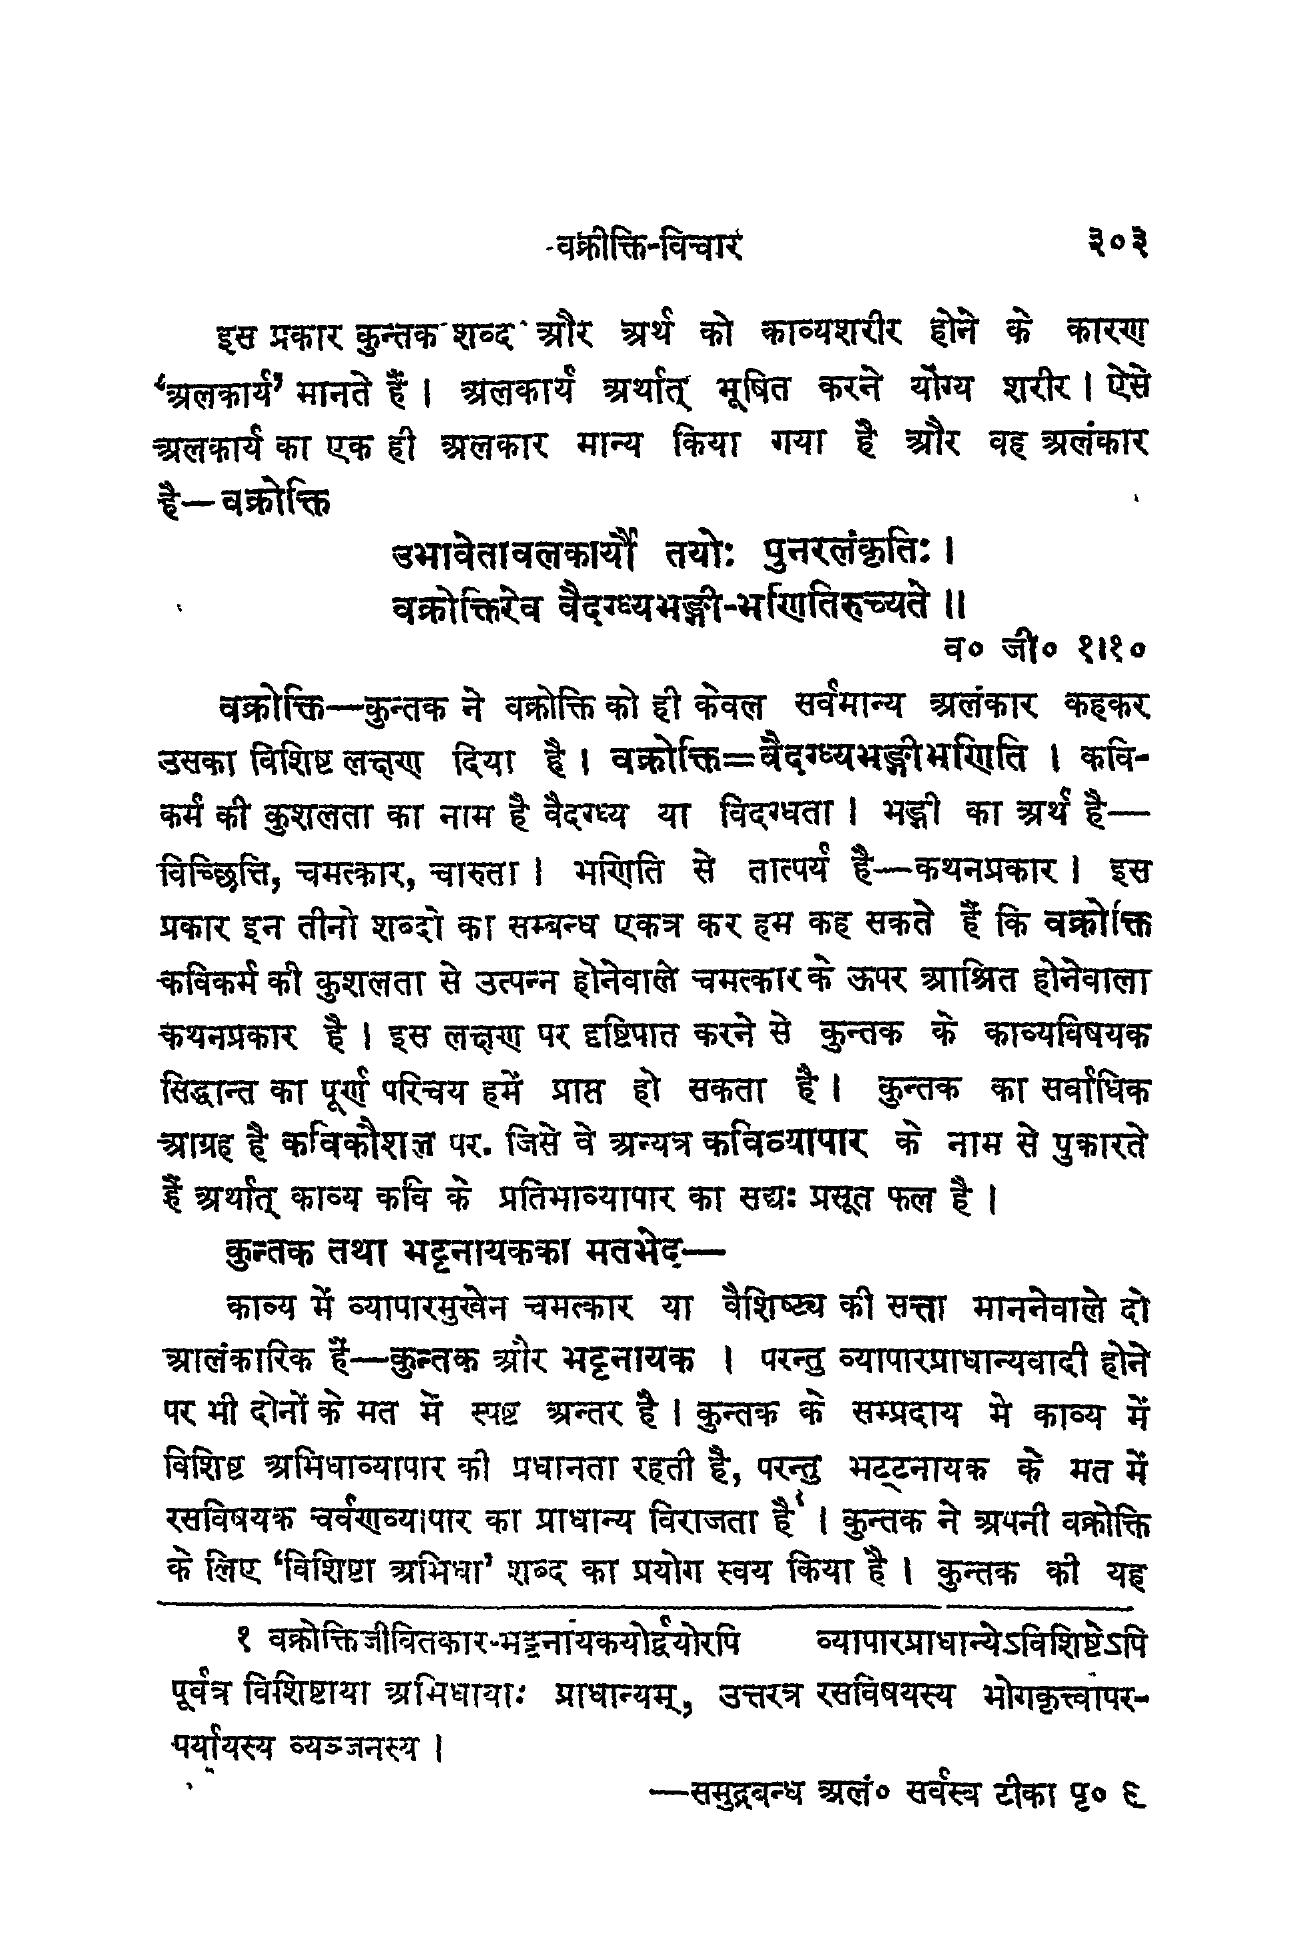 वक्रोक्ति-विचार ३०३
इस प्रकार कुन्तक शब्द और अर्थ को काव्यशरीर होने के कारण
‘अलकार्य’ मानते हैं। अलकार्य अर्थात् भूषित करने योग्य शरीर। ऐसे
अलकार्य का एक ही अलकार मान्य किया गया है और वह अलंकार
है—वक्रोक्ति
उभावेतावलकार्यौ तयोः पुनरलंकृतिः।
वक्रोक्तिरेव वैदग्ध्यभङ्गी-भणितिरुच्यते॥
व० जी० १।१०
वक्रोक्ति—कुन्तक ने वक्रोक्ति को ही केवल सर्वमान्य अलंकार कहकर
उसका विशिष्ट लक्षण दिया है। वक्रोक्ति=वैदग्ध्यभङ्गीभणिति। कवि-
कर्म की कुशलता का नाम है वैदग्ध्य या विदग्धता। भङ्गी का अर्थ है—
विच्छित्ति, चमत्कार, चारुता। भणिति से तात्पर्य है—कथनप्रकार। इस
प्रकार इन तीनो शब्दो का सम्बन्ध एकत्र कर हम कह सकते हैं कि वक्रोक्ति
कविकर्म की कुशलता से उत्पन्न होनेवाले चमत्कार के ऊपर आश्रित होनेवाला
कथनप्रकार है। इस लक्षण पर दृष्टिपात करने से कुन्तक के काव्यविषयक
सिद्धान्त का पूर्ण परिचय हमें प्राप्त हो सकता है। कुन्तक का सर्वाधिक
आग्रह है कविकौशल पर. जिसे वे अन्यत्र कविव्यापार के नाम से पुकारते
हैं अर्थात् काव्य कवि के प्रतिभाव्यापार का सद्यः प्रसूत फल है।
कुन्तक तथा भट्टनायकका मतभेद—
काव्य में व्यापारमुखेन चमत्कार या वैशिष्ट्य की सत्ता माननेवाले दो
आलंकारिक हैं—कुन्तक और भट्टनायक। परन्तु व्यापारप्राधान्यवादी होने
पर भी दोनों के मत में स्पष्ट अन्तर है। कुन्तक के सम्प्रदाय मे काव्य में
विशिष्ट अभिधाव्यापार की प्रधानता रहती है, परन्तु भट्टनायक के मत में
रसविषयक चर्वणव्यापार का प्राधान्य विराजता है¹। कुन्तक ने अपनी वक्रोक्ति
के लिए ‘विशिष्टा अभिधा’ शब्द का प्रयोग स्वय किया है। कुन्तक की यह
१ वक्रोक्तिजीवितकार-भट्टनायकयोर्द्वयोरपि व्यापारप्राधान्येऽविशिष्टेऽपि
पूर्वत्र विशिष्टाया अभिधायाः प्राधान्यम्, उत्तरत्र रसविषयस्य भोगकृत्त्वापर-
पर्यायस्य व्यञ्जनस्य।
—समुद्रबन्ध अलं० सर्वस्व टीका पृ० ९